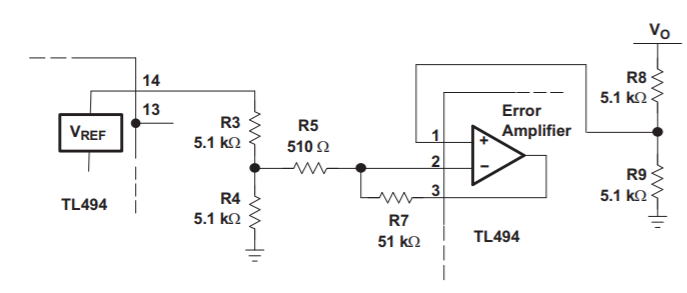 VO
14
13
VREF
TL494
R3
5.1 kΩ
R4
5.1 kΩ
R5
510 Ω
R7
51 kΩ
1
2
3
+
−
Error
Amplifier
TL494
R8
5.1 kΩ
R9
5.1 kΩ